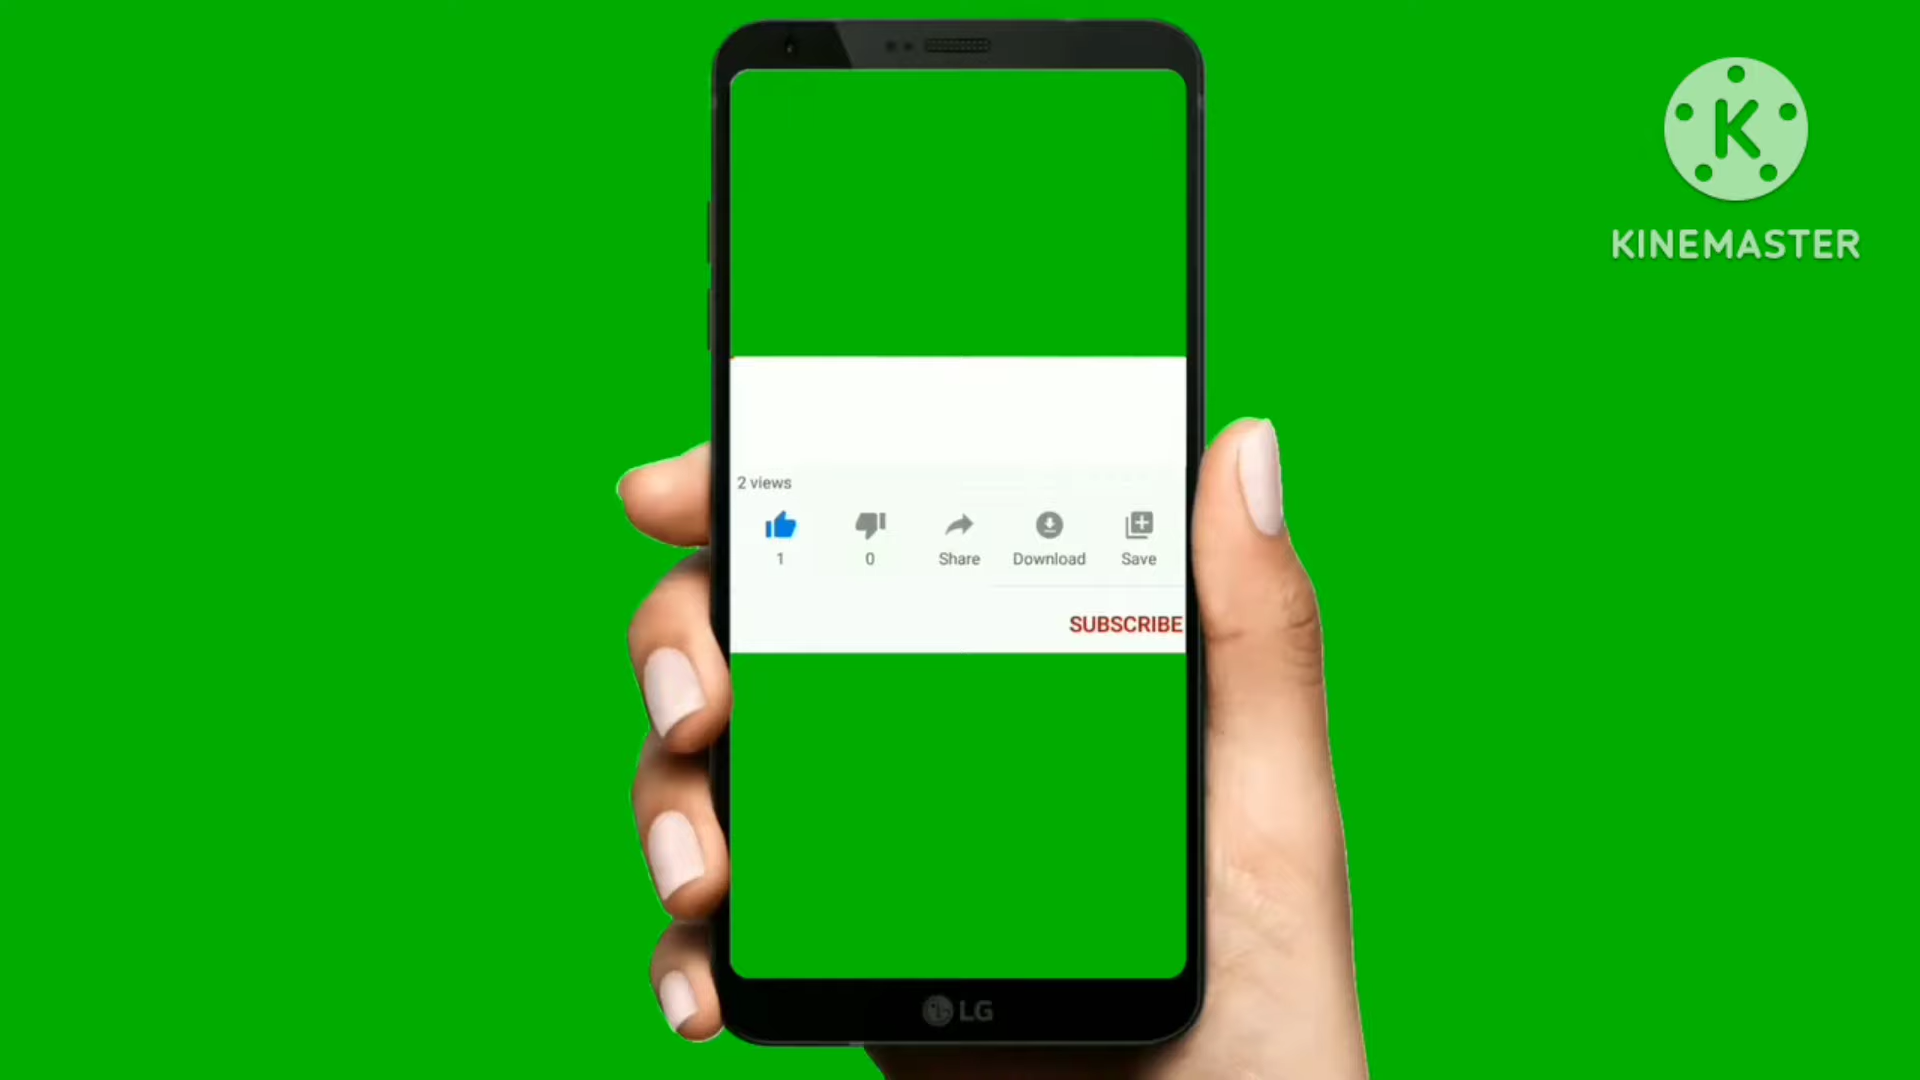 K
KINEMASTER
2 views
1 0 Share Download Save
SUBSCRIBE
LG